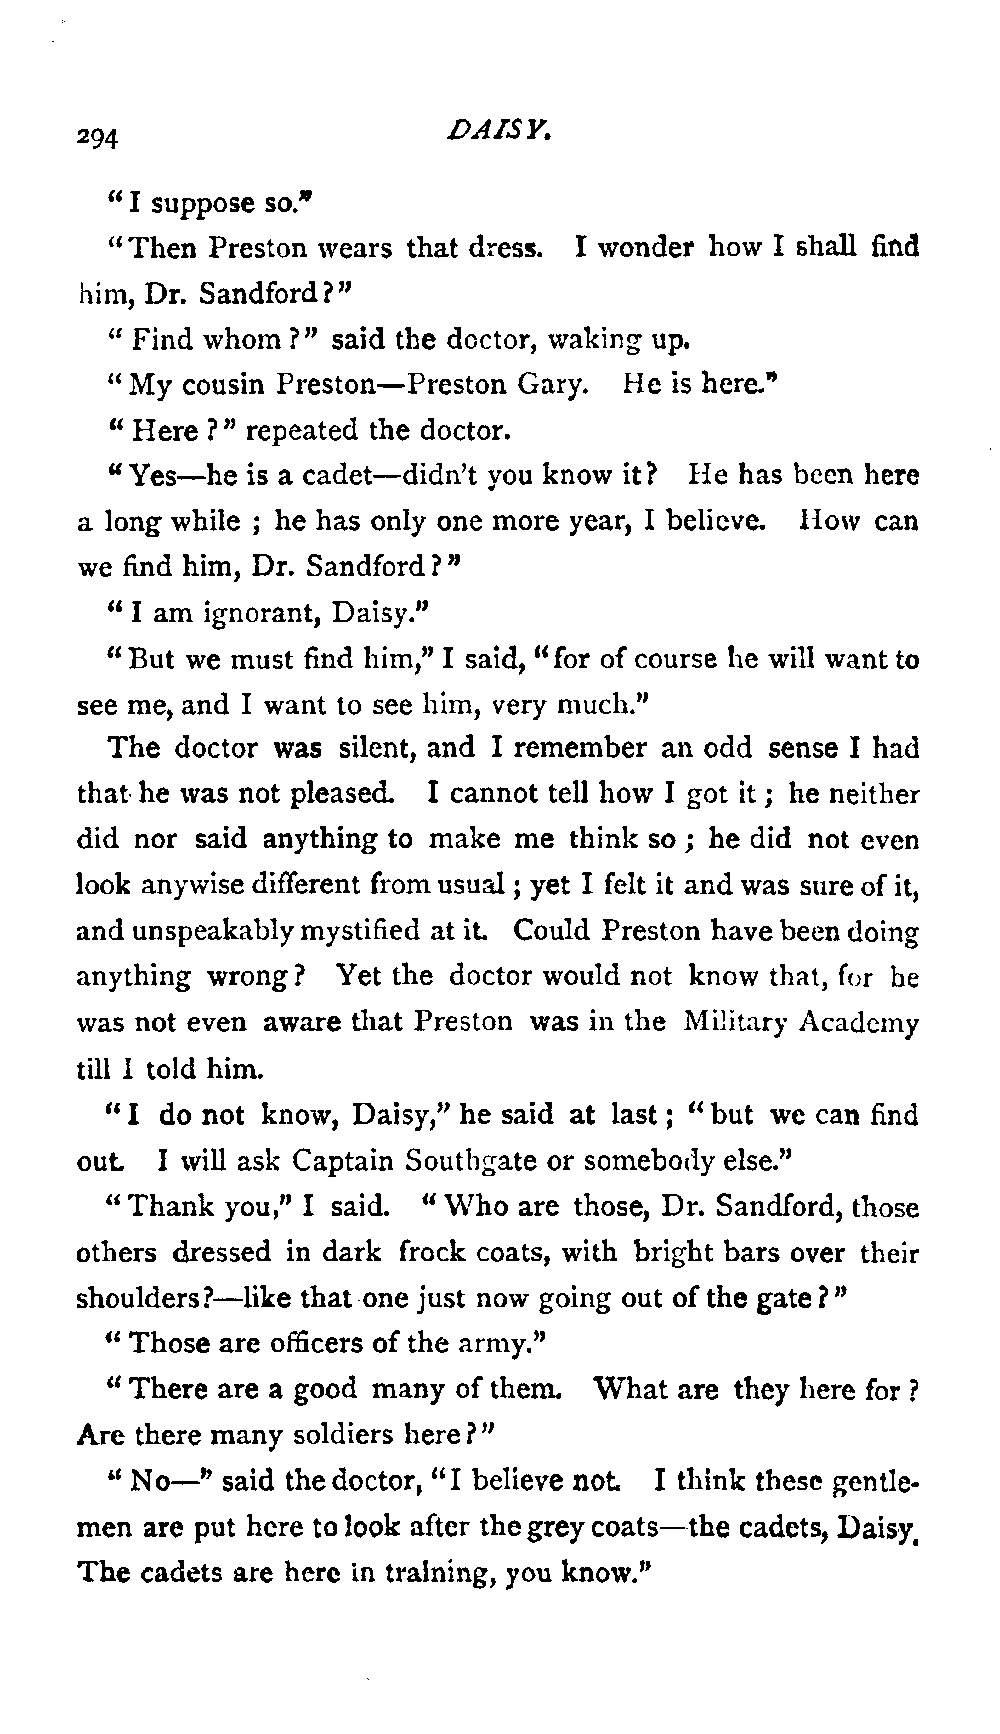 294 DAISY.
"I suppose so."
"Then Preston wears that dress. I wonder how I shall find
him, Dr. Sandford?"
"Find whom?" said the doctor, waking up.
"My cousin Preston—Preston Gary. He is here."
"Here?" repeated the doctor.
"Yes—he is a cadet—didn't you know it? He has been here
a long while; he has only one more year, I believe. How can
we find him, Dr. Sandford?"
"I am ignorant, Daisy."
"But we must find him," I said, "for of course he will want to
see me, and I want to see him, very much."
The doctor was silent, and I remember an odd sense I had
that he was not pleased. I cannot tell how I got it; he neither
did nor said anything to make me think so; he did not even
look anywise different from usual; yet I felt it and was sure of it,
and unspeakably mystified at it. Could Preston have been doing
anything wrong? Yet the doctor would not know that, for he
was not even aware that Preston was in the Military Academy
till I told him.
"I do not know, Daisy," he said at last; "but we can find
out. I will ask Captain Southgate or somebody else."
"Thank you," I said. "Who are those, Dr. Sandford, those
others dressed in dark frock coats, with bright bars over their
shoulders?—like that one just now going out of the gate?"
"Those are officers of the army."
"There are a good many of them. What are they here for?
Are there many soldiers here?"
"No—" said the doctor, "I believe not. I think these gentle-
men are put here to look after the grey coats—the cadets, Daisy.
The cadets are here in training, you know."